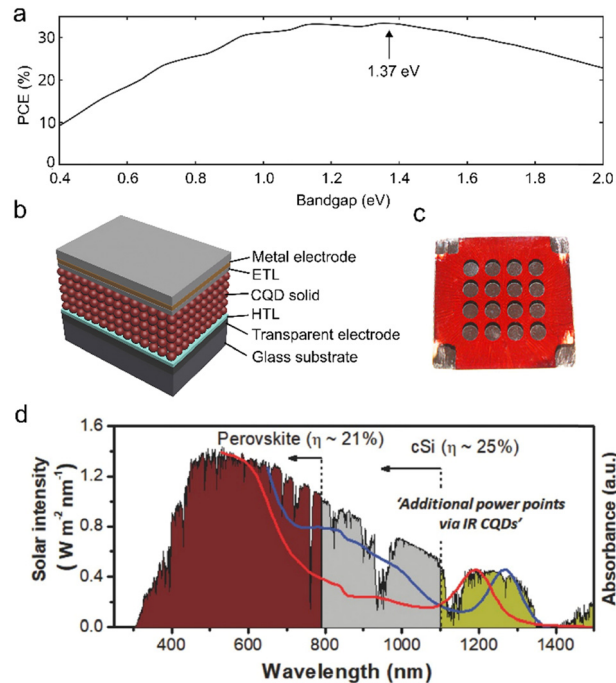 a
30
20
10
0
PCE (%)
1.37 eV
0.4
0.6
0.8
1.0
1.2
1.4
1.6
1.8
2.0
Bandgap (eV)
b
Metal electrode
ETL
CQD solid
HTL
Transparent electrode
Glass substrate
c
d
1.6
1.2
0.8
0.4
0.0
Solar intensity
( W m-2 nm-1)
Perovskite (η ~ 21%)
cSi (η ~ 25%)
'Additional power points
via IR CQDs'
Absorbance (a.u.)
400
600
800
1000
1200
1400
Wavelength (nm)